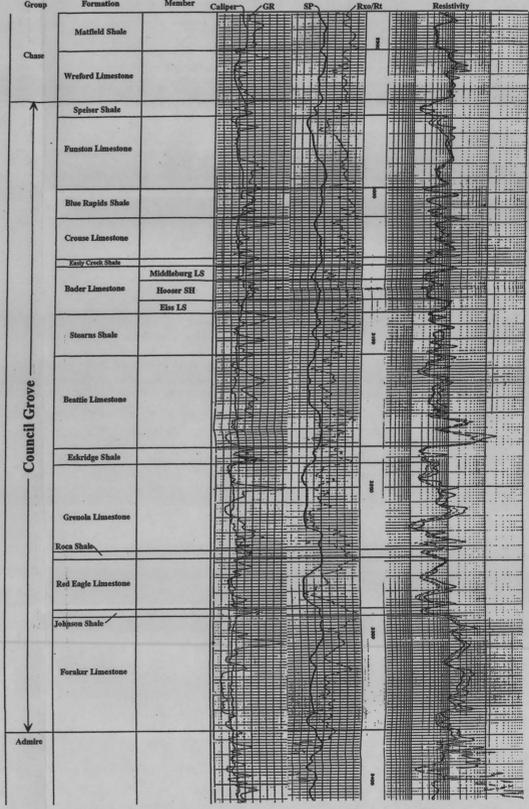 Group Formation Member Caliper GR SP Rxo/Rt Resistivity
Matfield Shale
Chase
Wreford Limestone
Speiser Shale
Funston Limestone
Blue Rapids Shale
Crouse Limestone
Easly Creek Shale
Middleburg LS
Bader Limestone
Hooser SH
Eiss LS
Stearns Shale
Council Grove
Beattie Limestone
Eskridge Shale
Grenola Limestone
Roca Shale
Red Eagle Limestone
Johnson Shale
Foraker Limestone
Admire